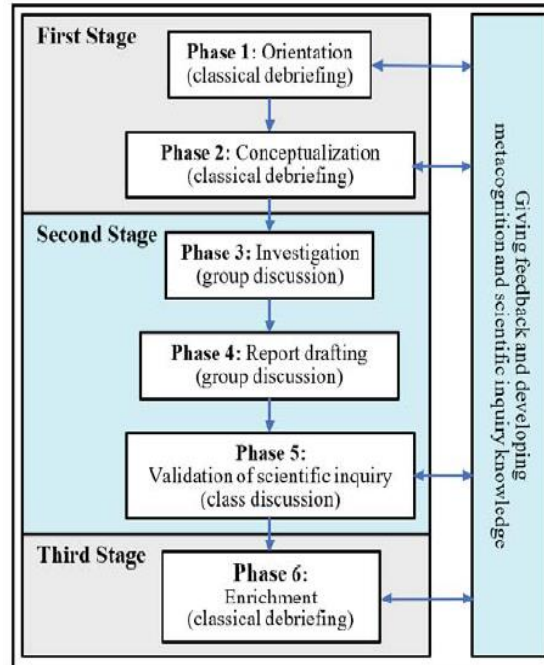 First Stage
Phase 1: Orientation
(classical debriefing)
Phase 2: Conceptualization
(classical debriefing)
Second Stage
Phase 3: Investigation
(group discussion)
Phase 4: Report drafting
(group discussion)
Phase 5:
Validation of scientific inquiry
(class discussion)
Third Stage
Phase 6:
Enrichment
(classical debriefing)
Giving feedback and developing
metacognition and scientific inquiry knowledge